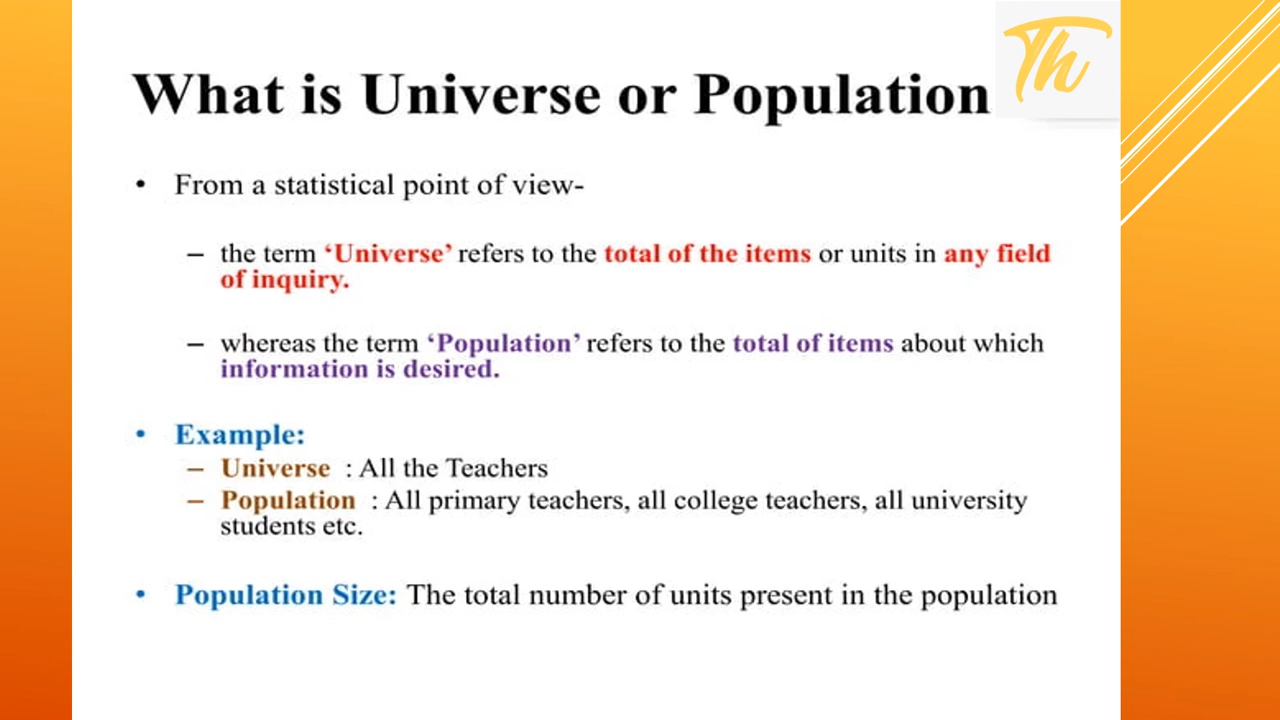 Th
What is Universe or Population
• From a statistical point of view-
– the term ‘Universe’ refers to the total of the items or units in any field
of inquiry.
– whereas the term ‘Population’ refers to the total of items about which
information is desired.
• Example:
– Universe : All the Teachers
– Population : All primary teachers, all college teachers, all university
students etc.
• Population Size: The total number of units present in the population